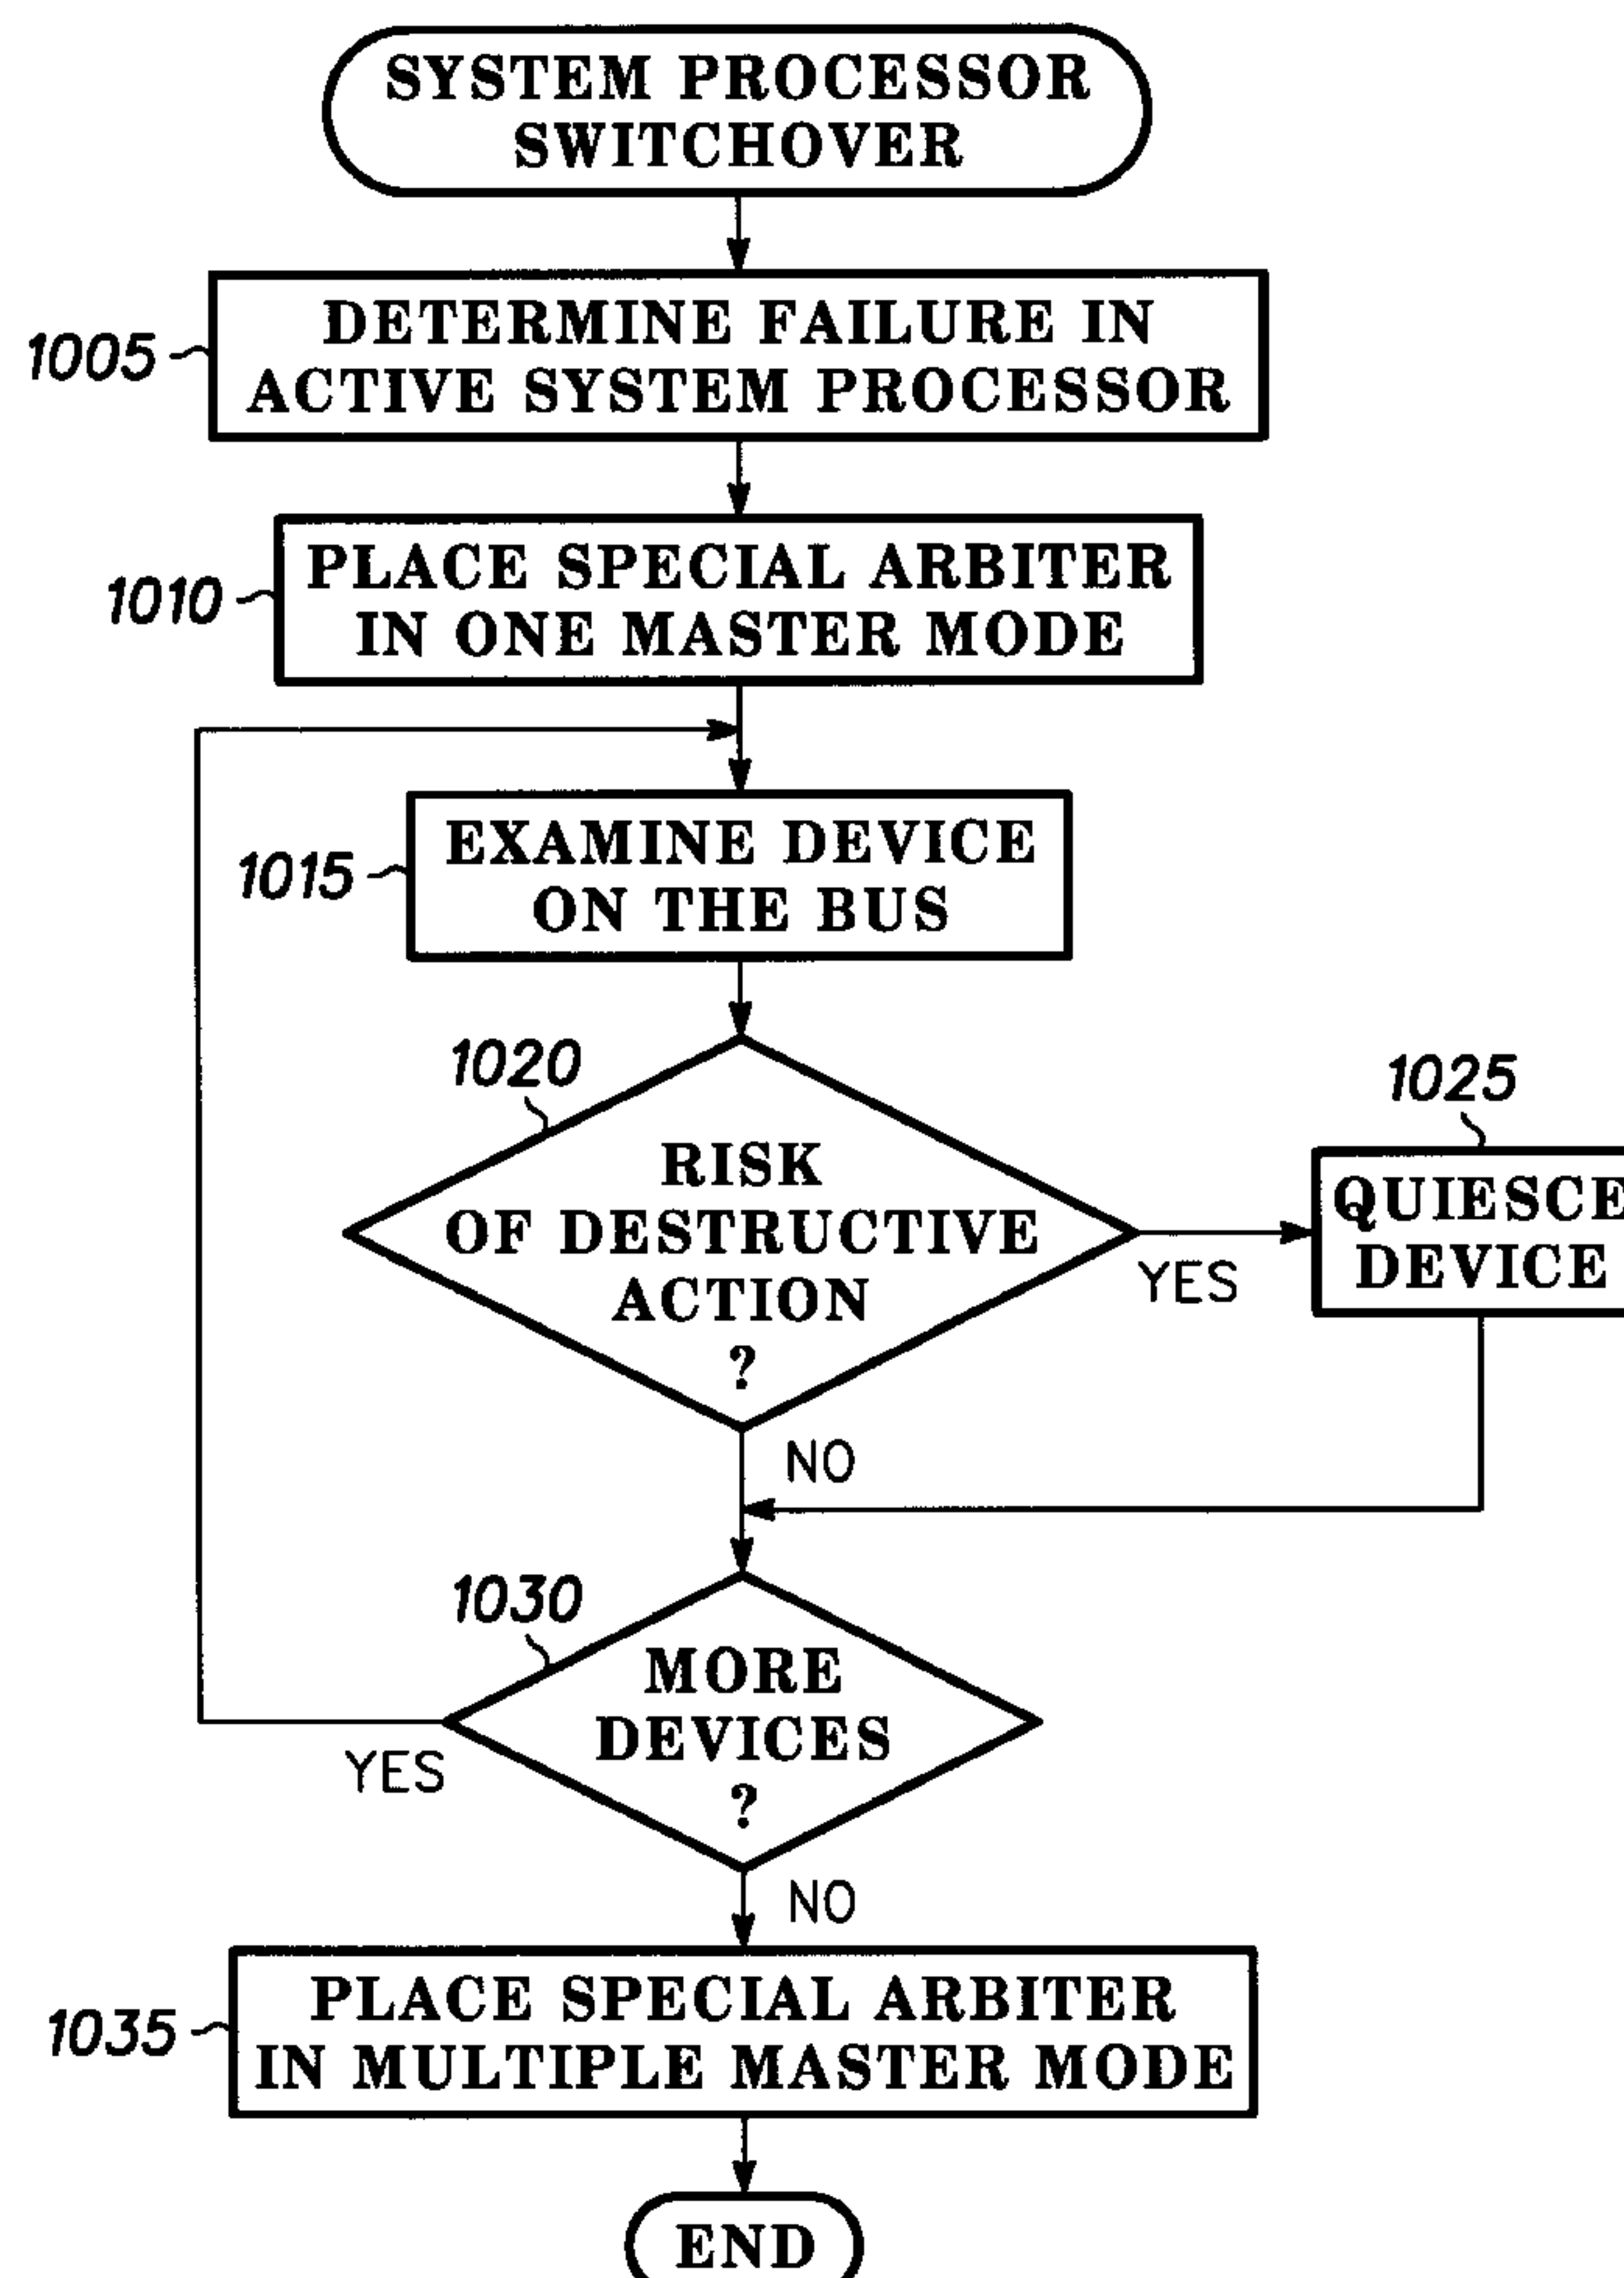 SYSTEM PROCESSOR
SWITCHOVER
1005
DETERMINE FAILURE IN
ACTIVE SYSTEM PROCESSOR
1010
PLACE SPECIAL ARBITER
IN ONE MASTER MODE
1015
EXAMINE DEVICE
ON THE BUS
1020
RISK
OF DESTRUCTIVE
ACTION
?
YES
1025
QUIESCE
DEVICE
NO
1030
MORE
DEVICES
?
YES
NO
1035
PLACE SPECIAL ARBITER
IN MULTIPLE MASTER MODE
END